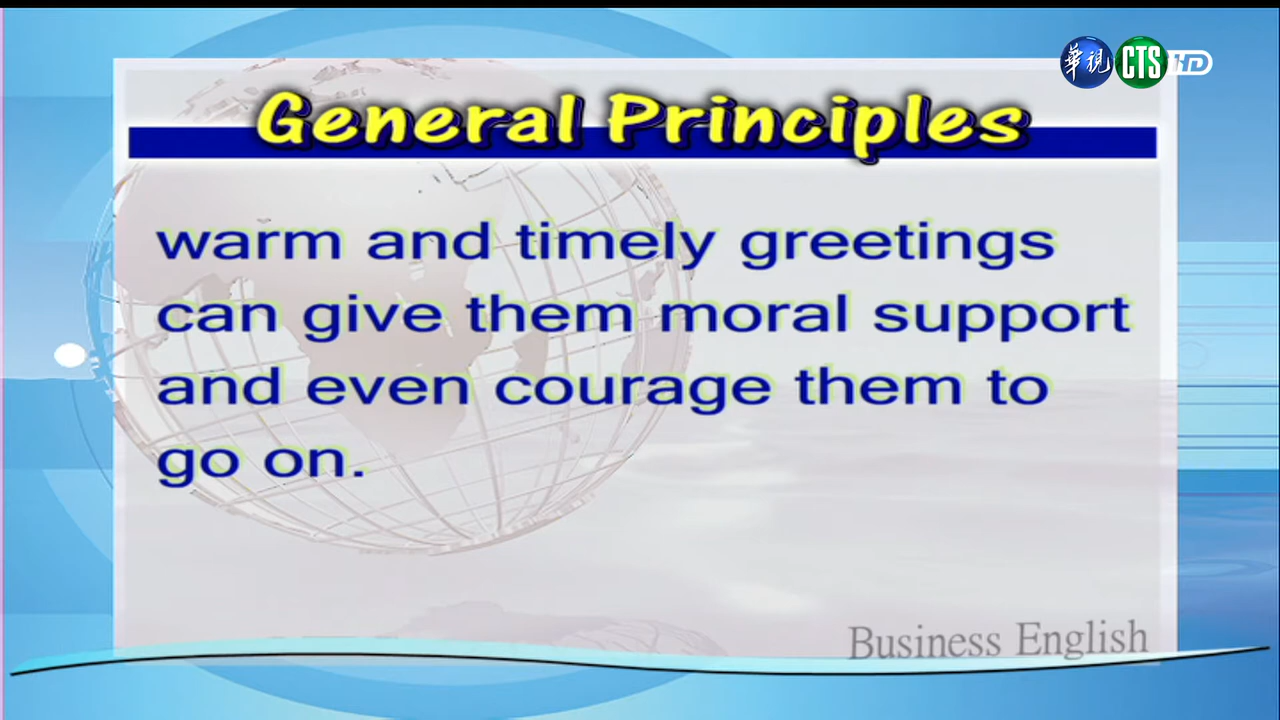 華視 CTS HD
General Principles
warm and timely greetings
can give them moral support
and even courage them to
go on.
Business English